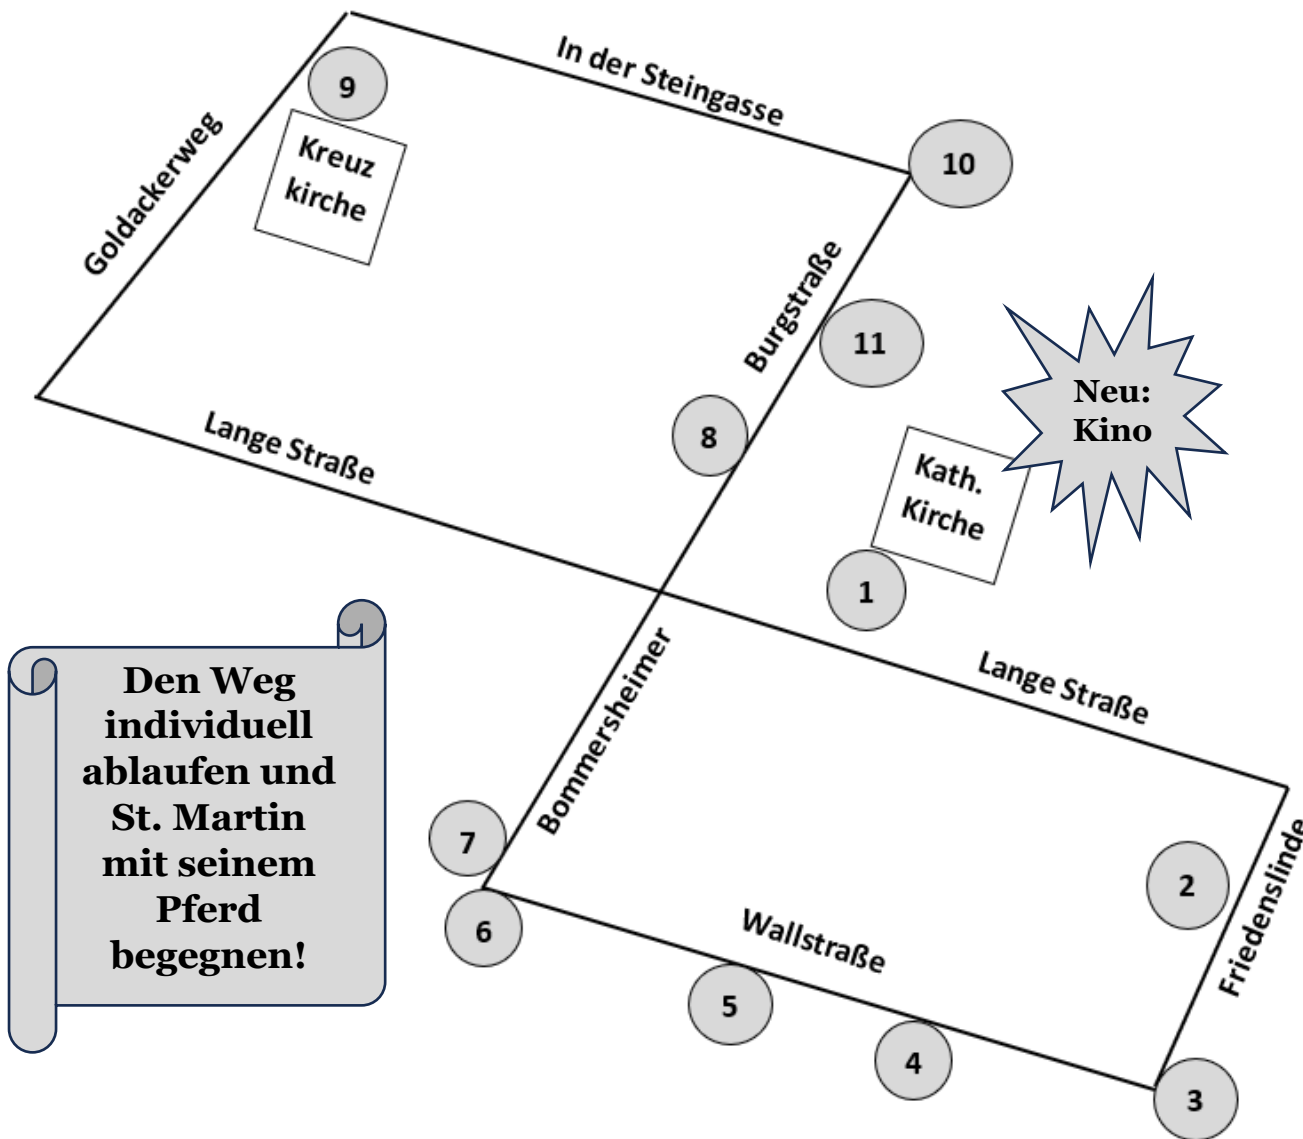 In der Steingasse
9
Kreuz
kirche
Goldackerweg
10
Burgstraße
11
8
Neu:
Kino
Kath.
Kirche
1
Lange Straße
Lange Straße
Den Weg
individuell
ablaufen und
St. Martin
mit seinem
Pferd
begegnen!
Bommersheimer
7
6
Wallstraße
5
4
2
Friedenslinde
3